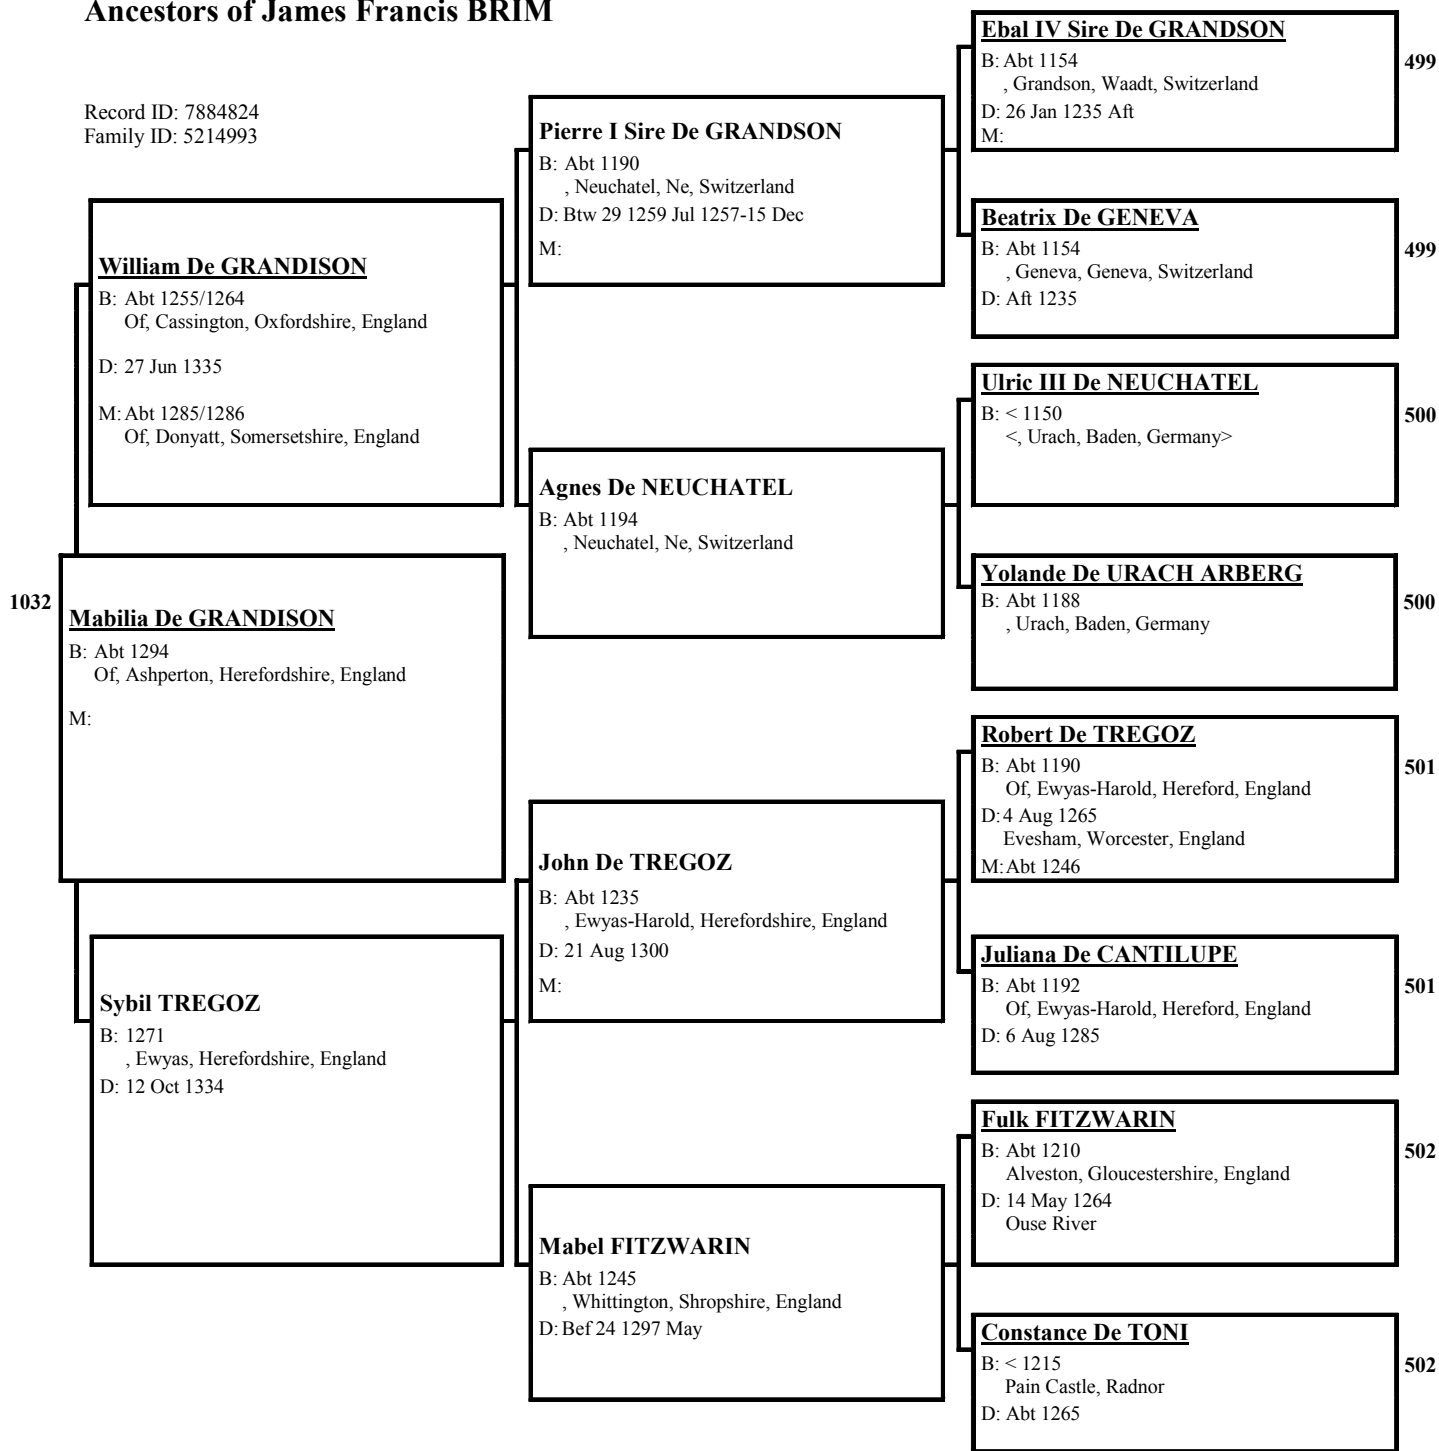 Ancestors of James Francis BRIM
Record ID: 7884824
Family ID: 5214993
1032
Mabilia De GRANDISON
B: Abt 1294
Of, Ashperton, Herefordshire, England
M:
William De GRANDISON
B: Abt 1255/1264
Of, Cassington, Oxfordshire, England
D: 27 Jun 1335
M: Abt 1285/1286
Of, Donyatt, Somersetshire, England
Sybil TREGOZ
B: 1271
, Ewyas, Herefordshire, England
D: 12 Oct 1334
Pierre I Sire De GRANDSON
B: Abt 1190
, Neuchatel, Ne, Switzerland
D: Btw 29 1259 Jul 1257-15 Dec
M:
Agnes De NEUCHATEL
B: Abt 1194
, Neuchatel, Ne, Switzerland
John De TREGOZ
B: Abt 1235
, Ewyas-Harold, Herefordshire, England
D: 21 Aug 1300
M:
Mabel FITZWARIN
B: Abt 1245
, Whittington, Shropshire, England
D: Bef 24 1297 May
Ebal IV Sire De GRANDSON
B: Abt 1154
, Grandson, Waadt, Switzerland
D: 26 Jan 1235 Aft
M:
499
Beatrix De GENEVA
B: Abt 1154
, Geneva, Geneva, Switzerland
D: Aft 1235
499
Ulric III De NEUCHATEL
B: < 1150
<, Urach, Baden, Germany>
500
Yolande De URACH ARBERG
B: Abt 1188
, Urach, Baden, Germany
500
Robert De TREGOZ
B: Abt 1190
Of, Ewyas-Harold, Hereford, England
D: 4 Aug 1265
Evesham, Worcester, England
M: Abt 1246
501
Juliana De CANTILUPE
B: Abt 1192
Of, Ewyas-Harold, Hereford, England
D: 6 Aug 1285
501
Fulk FITZWARIN
B: Abt 1210
Alveston, Gloucestershire, England
D: 14 May 1264
Ouse River
502
Constance De TONI
B: < 1215
Pain Castle, Radnor
D: Abt 1265
502